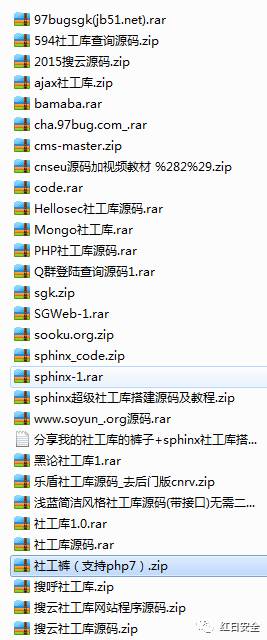 97bugsgk(jb51.net).rar
594社工库查询源码.zip
2015搜云源码.zip
ajax社工库.zip
bamaba.rar
cha.97bug.com_.rar
cms-master.zip
cnseu源码加视频教材 %282%29.zip
code.rar
Hellosec社工库源码.rar
Mongo社工库.rar
PHP社工库源码.rar
Q群登陆查询源码1.rar
sgk.zip
SGWeb-1.rar
sooku.org.zip
sphinx_code.zip
sphinx-1.rar
sphinx超级社工库搭建源码及教程.zip
www.soyun_.org源码.rar
分享我的社工库的裤子+sphinx社工库搭...
黑论社工库1.rar
乐盾社工库源码_去后门版cnrv.zip
浅蓝简洁风格社工库源码(带接口)无需二...
社工库1.0.rar
社工库源码.rar
社工裤（支持php7）.zip
搜呼社工库.zip
搜云社工库网站程序源码.zip
搜云社工库源码.zip
红日安全